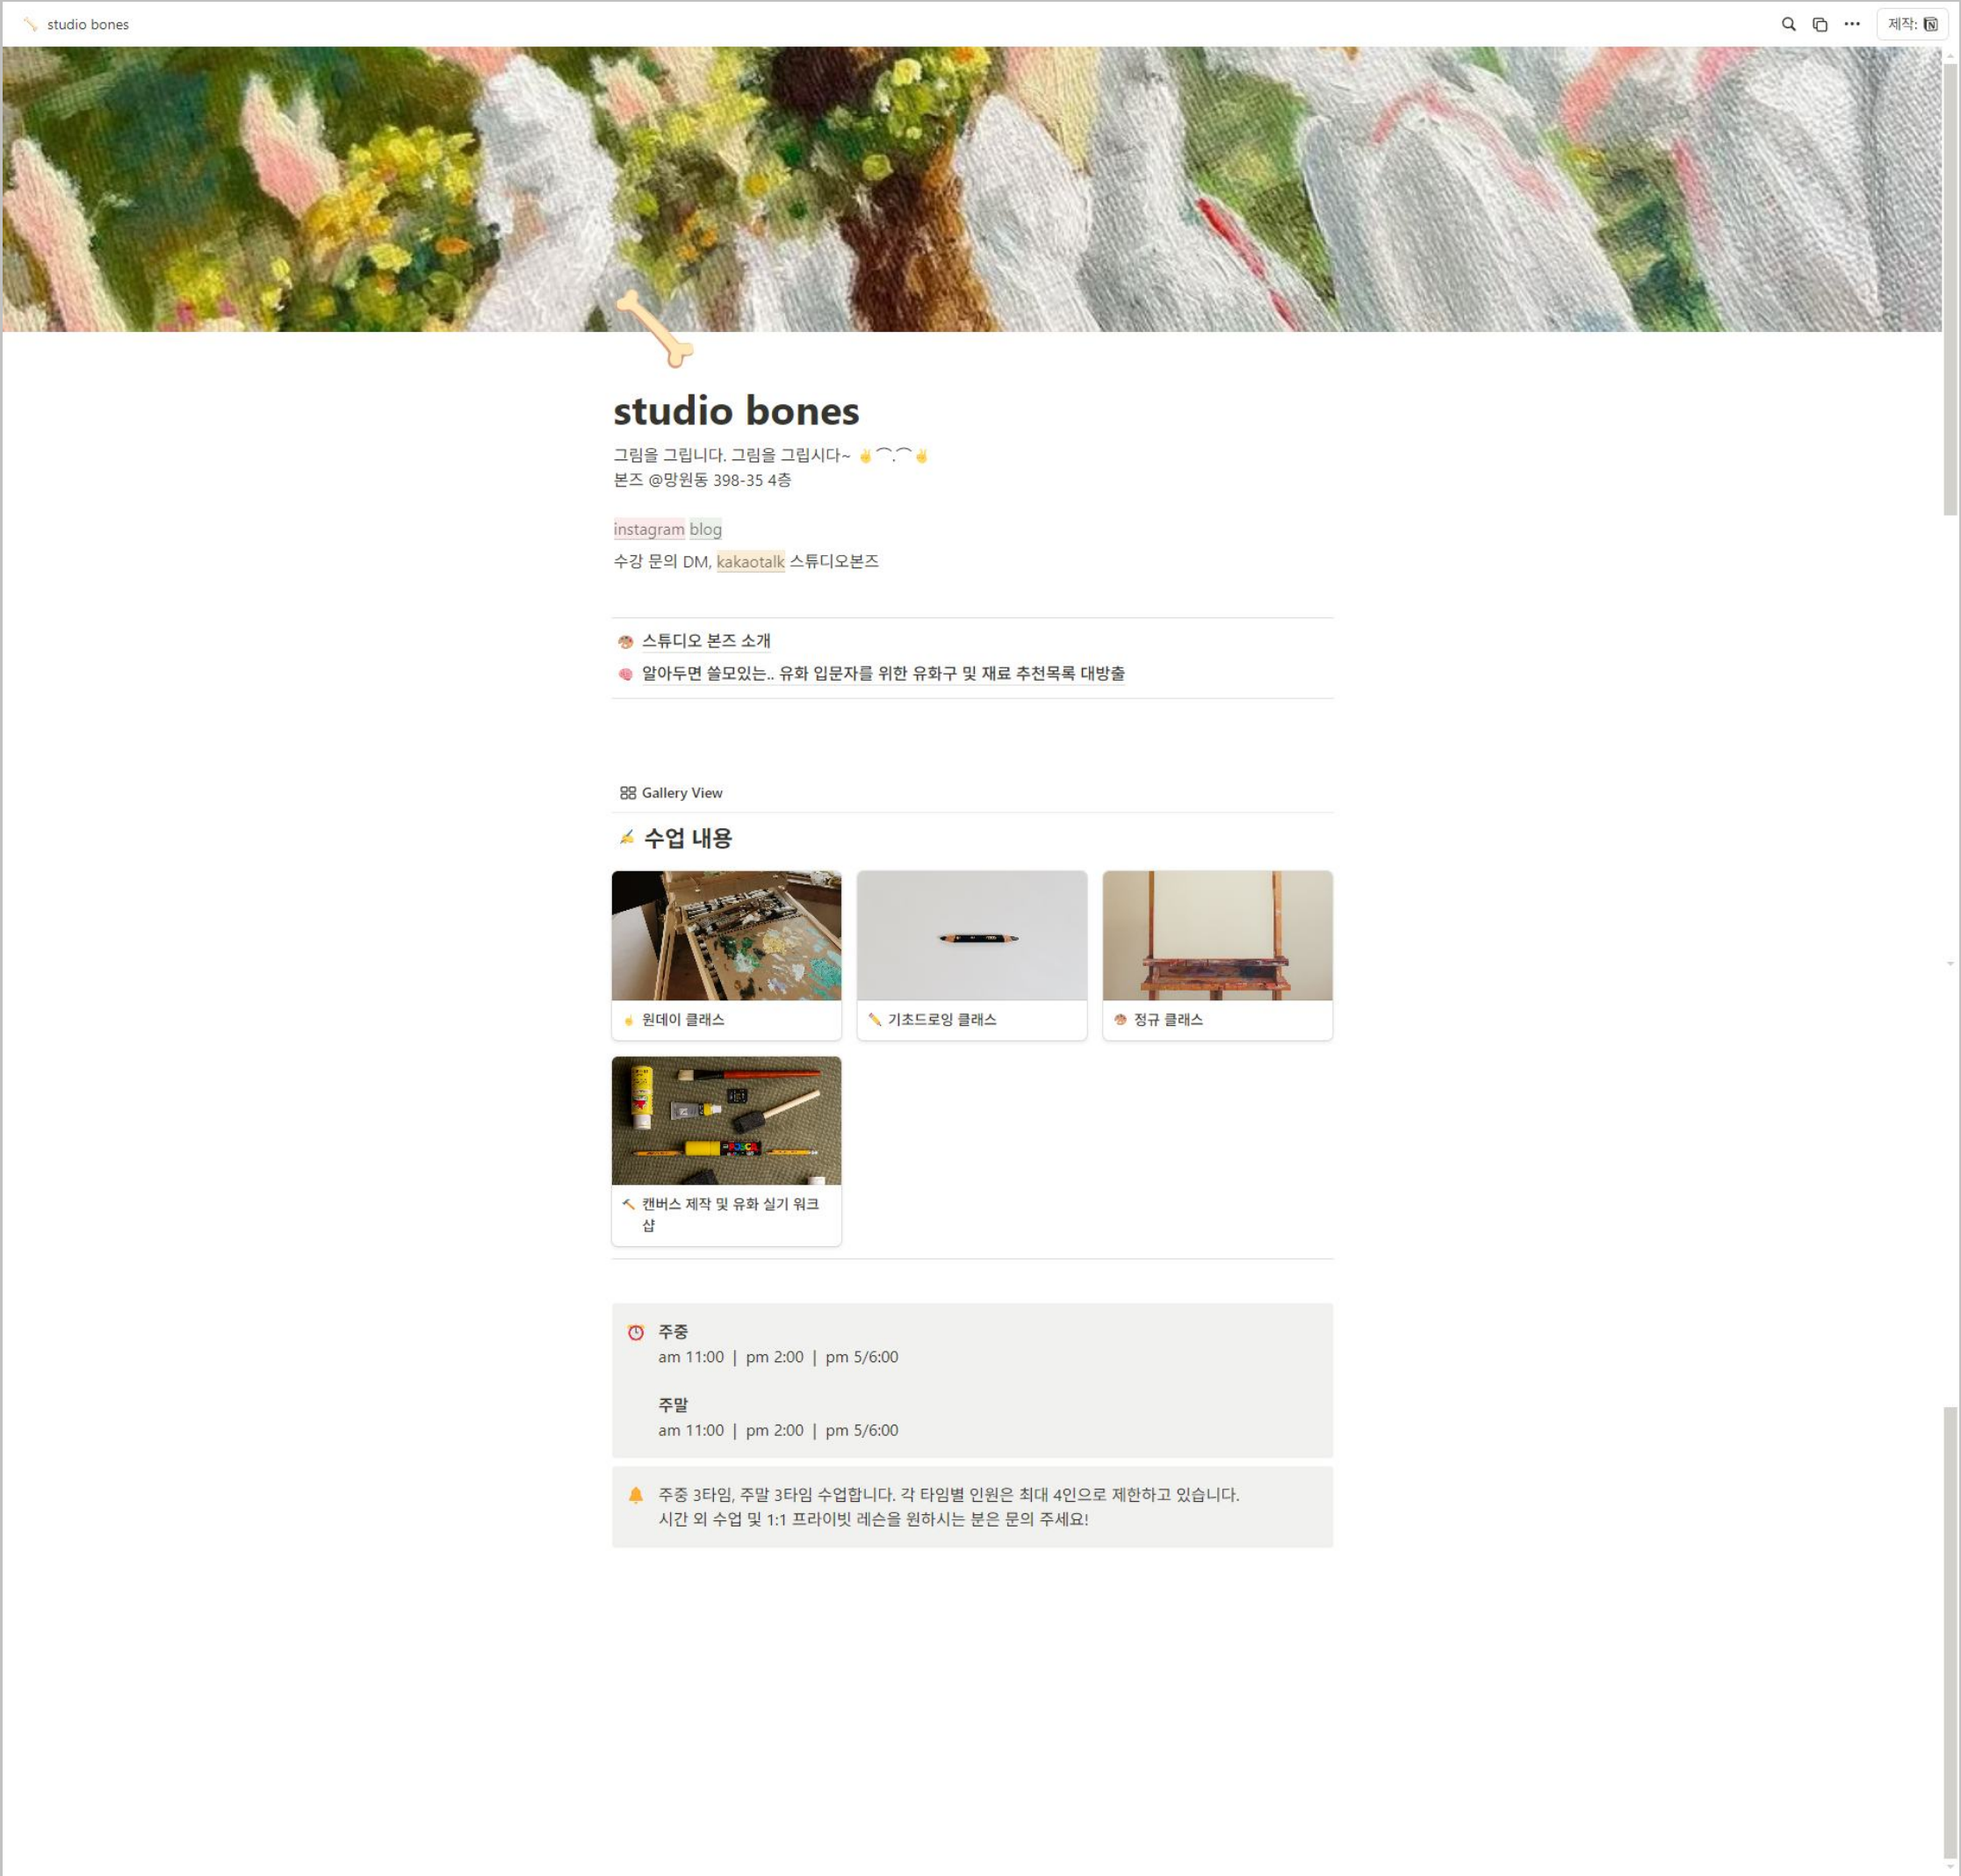 studio bones
제작:
studio bones
그림을 그립니다. 그림을 그립시다~ ✌️⌒.⌒✌️
본즈 @망원동 398-35 4층
instagram blog
수강 문의 DM, kakaotalk 스튜디오본즈
스튜디오 본즈 소개
알아두면 쓸모있는.. 유화 입문자를 위한 유화구 및 재료 추천목록 대방출
Gallery View
수업 내용
원데이 클래스
기초드로잉 클래스
정규 클래스
POSCA
캔버스 제작 및 유화 실기 워크
샵
주중
am 11:00 | pm 2:00 | pm 5/6:00
주말
am 11:00 | pm 2:00 | pm 5/6:00
주중 3타임, 주말 3타임 수업합니다. 각 타임별 인원은 최대 4인으로 제한하고 있습니다.
시간 외 수업 및 1:1 프라이빗 레슨을 원하시는 분은 문의 주세요!